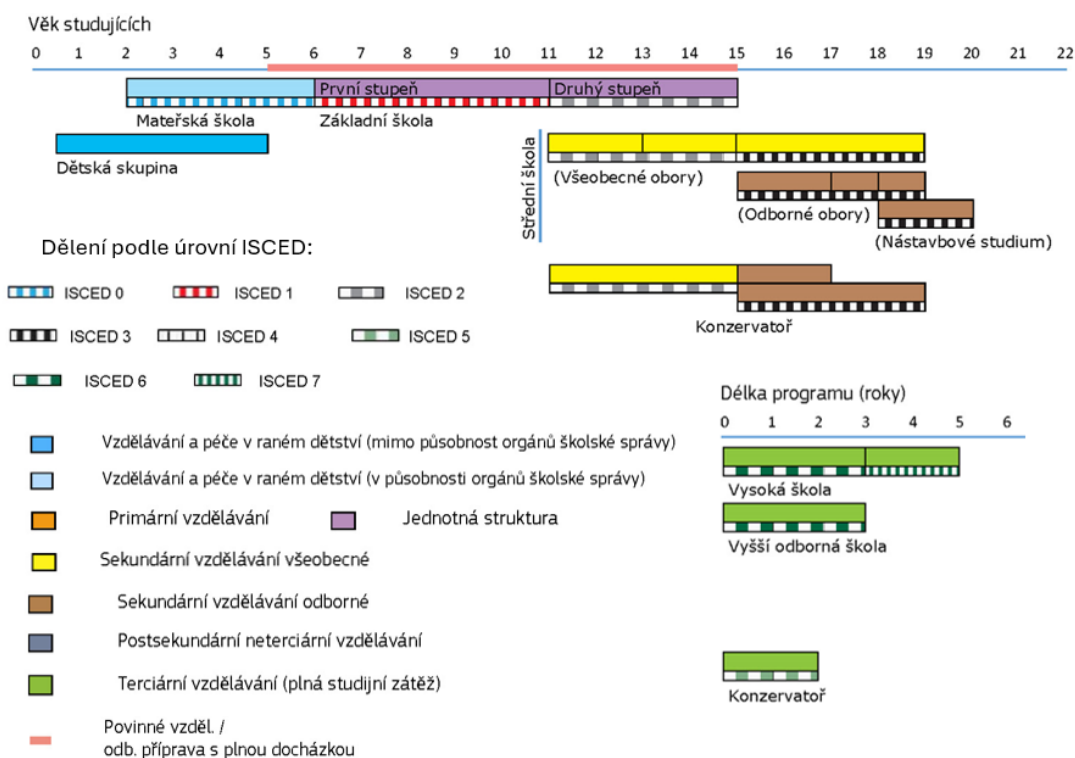 Věk studujících
0 1 2 3 4 5 6 7 8 9 10 11 12 13 14 15 16 17 18 19 20 21 22
První stupeň Druhý stupeň
Mateřská škola Základní škola
Dětská skupina
Střední škola
(Všeobecné obory)
(Odborné obory)
(Nástavbové studium)
Konzervatoř
Dělení podle úrovní ISCED:
ISCED 0 ISCED 1 ISCED 2
ISCED 3 ISCED 4 ISCED 5
ISCED 6 ISCED 7
Délka programu (roky)
0 1 2 3 4 5 6
Vysoká škola
Vyšší odborná škola
Konzervatoř
Vzdělávání a péče v raném dětství (mimo působnost orgánů školské správy)
Vzdělávání a péče v raném dětství (v působnosti orgánů školské správy)
Primární vzdělávání Jednotná struktura
Sekundární vzdělávání všeobecné
Sekundární vzdělávání odborné
Postsekundární neterciární vzdělávání
Terciární vzdělávání (plná studijní zátěž)
Povinné vzděl. /
odb. příprava s plnou docházkou